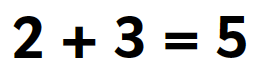 2 + 3 = 5